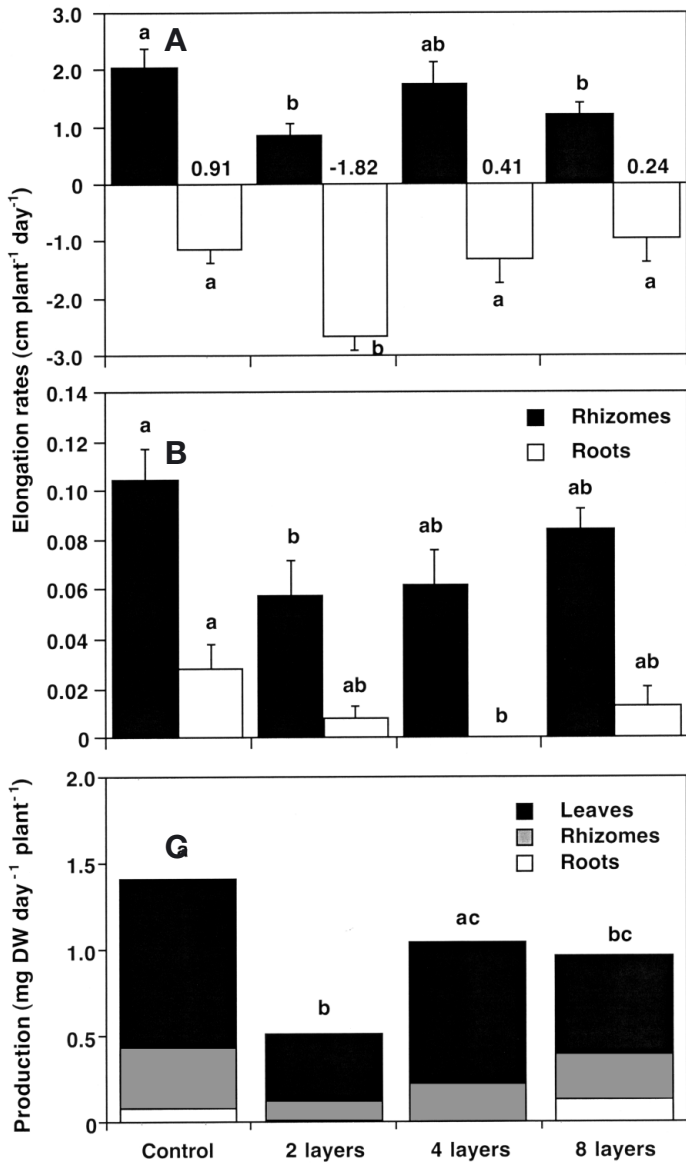 3.0
A
a
ab
2.0
b
b
1.0
0.91
-1.82
0.41
0.24
0
-1.0
a
a
a
-2.0
b
-3.0
Elongation rates (cm plant⁻¹ day⁻¹)
0.14
Rhizomes
a
0.12
B
Roots
0.10
ab
ab
b
0.08
0.06
a
0.04
ab
ab
0.02
b
0
2.0
Leaves
Rhizomes
C
a
Roots
1.5
ac
bc
1.0
b
0.5
0
Production (mg DW day⁻¹ plant⁻¹)
Control 2 layers 4 layers 8 layers